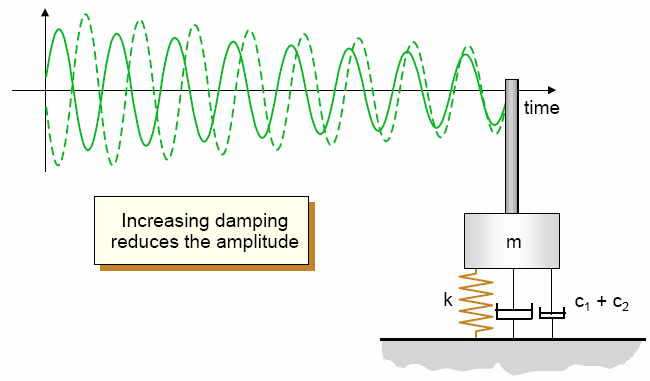 time
Increasing damping
reduces the amplitude
m
k
c₁ + c₂